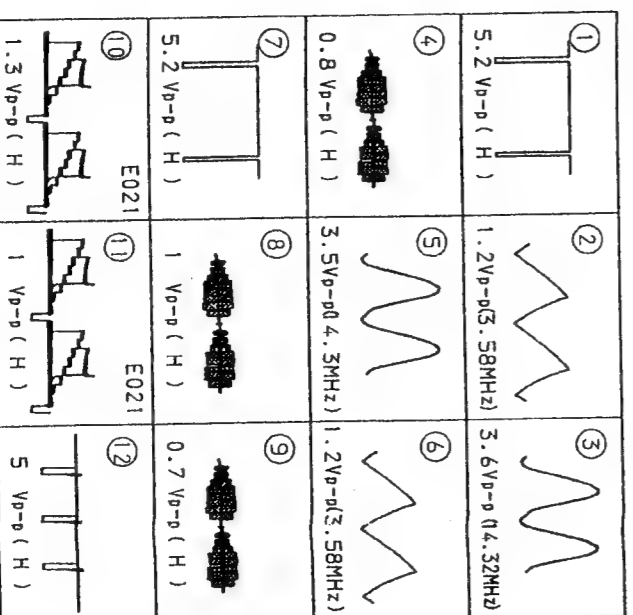 ①
5.2 Vp-p ( H )
②
1.2Vp-p(3.58MHz)
③
3.6Vp-p(14.32MHz)
④
0.8 Vp-p ( H )
⑤
3.5Vp-p(14.3MHz)
⑥
1.2Vp-p(3.58MHz)
⑦
5.2 Vp-p ( H )
⑧
1 Vp-p ( H )
⑨
0.7 Vp-p ( H )
⑩
E021
1.3 Vp-p ( H )
⑪
E021
1 Vp-p ( H )
⑫
5 Vp-p ( H )